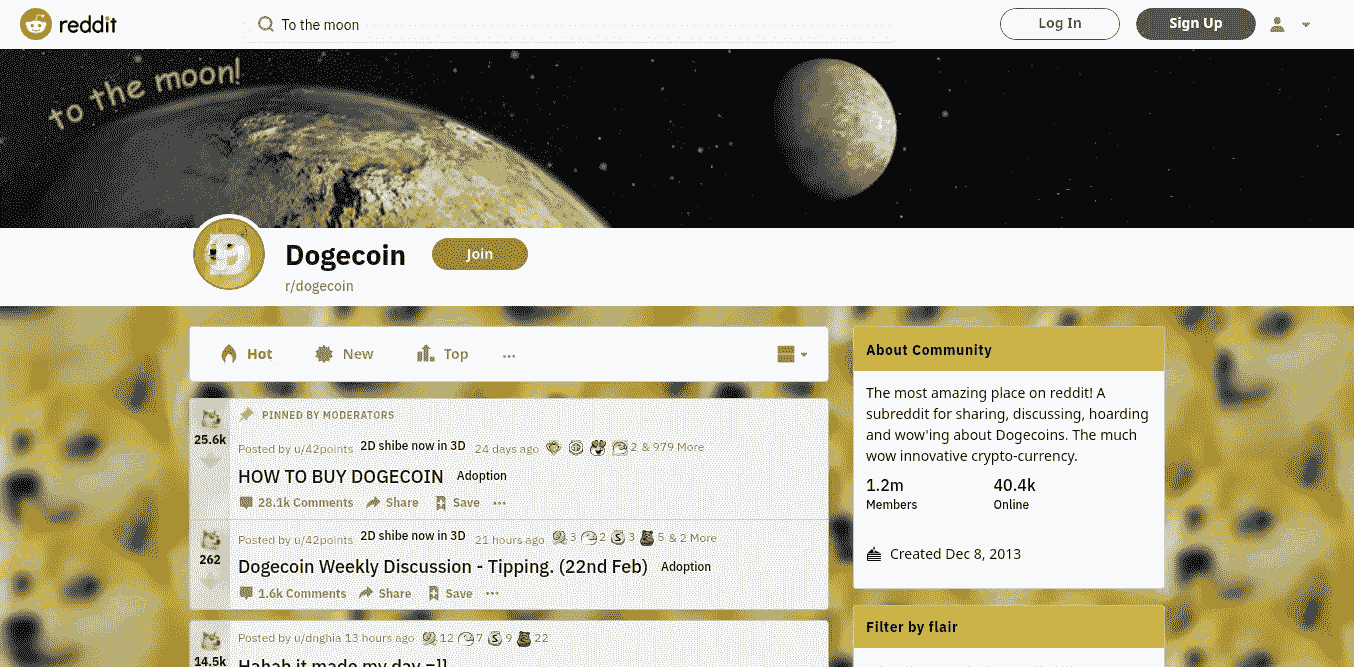 reddit
To the moon
Log In
Sign Up
to the moon!
Dogecoin
Join
r/dogecoin
Hot
New
Top
...
About Community
The most amazing place on reddit! A
subreddit for sharing, discussing, hoarding
and wow'ing about Dogecoins. The much
wow innovative crypto-currency.
1.2m
40.4k
Members
Online
Created Dec 8, 2013
Filter by flair
PINNED BY MODERATORS
25.6k
Posted by u/42points 2D shibe now in 3D 24 days ago 2 & 979 More
HOW TO BUY DOGECOIN Adoption
28.1k Comments Share Save ...
Posted by u/42points 2D shibe now in 3D 21 hours ago 3 2 3 5 & 2 More
262
Dogecoin Weekly Discussion - Tipping. (22nd Feb) Adoption
1.6k Comments Share Save ...
Posted by u/dnghia 13 hours ago 12 7 9 22
14.5k
Hahah it made my day =]]